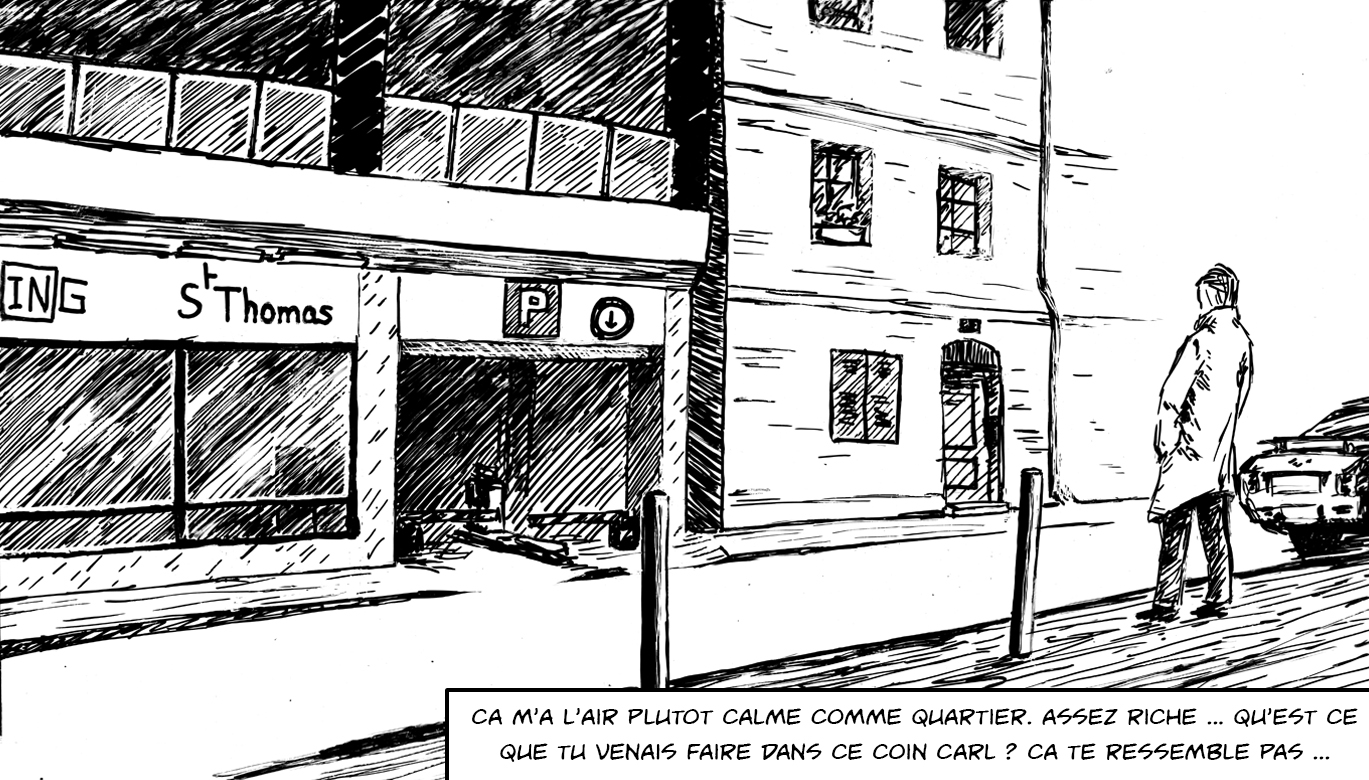 ING
St Thomas
P
CA M'A L'AIR PLUTOT CALME COMME QUARTIER. ASSEZ RICHE ... QU'EST CE
QUE TU VENAIS FAIRE DANS CE COIN CARL ? CA TE RESSEMBLE PAS ...